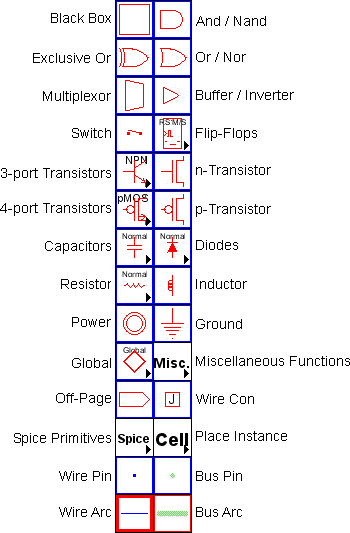 Black Box And / Nand
Exclusive Or Or / Nor
Multiplexor Buffer / Inverter
Switch RS M/S Flip-Flops
3-port Transistors NPN n-Transistor
4-port Transistors pMOS p-Transistor
Capacitors Normal Normal Diodes
Resistor Normal Inductor
Power Ground
Global Global Misc. Miscellaneous Functions
Off-Page J Wire Con
Spice Primitives Spice Cell Place Instance
Wire Pin Bus Pin
Wire Arc Bus Arc